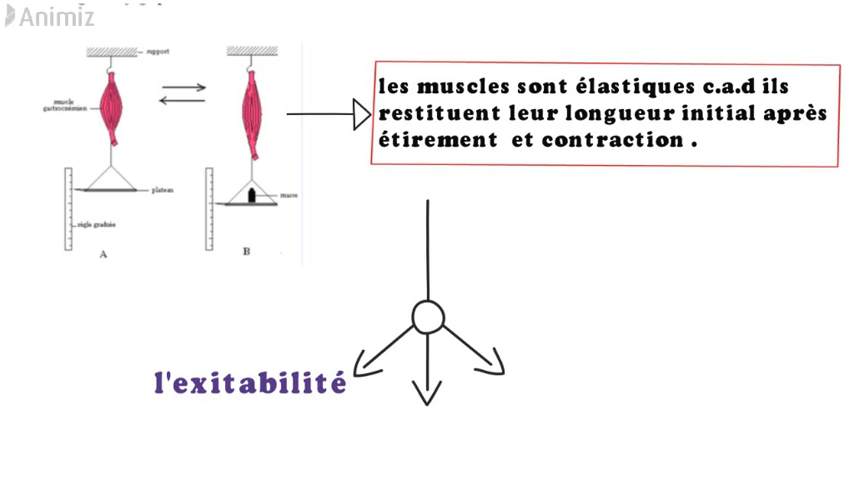 Animiz
support
muscle
gastrocnémien
plateau
masse
règle graduée
A
B
les muscles sont élastiques c.a.d ils
restituent leur longueur initial après
étirement et contraction .
l'exitabilité